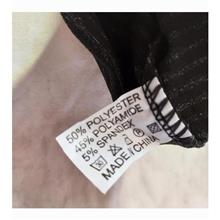 50% POLYESTER
45% POLYAMIDE
5% SPANDEX
MADE IN CHINA